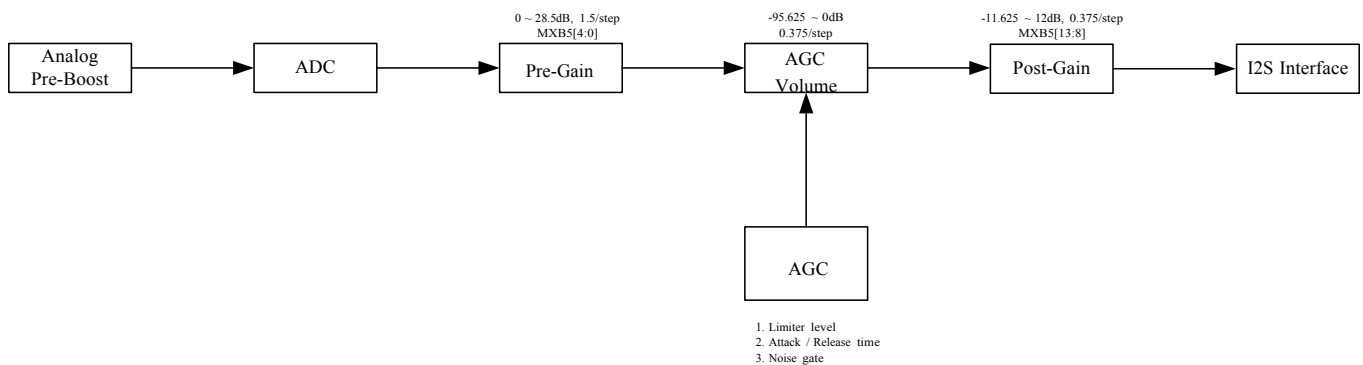 0 ~ 28.5dB, 1.5/step
MXB5[4:0]
-95.625 ~ 0dB
0.375/step
-11.625 ~ 12dB, 0.375/step
MXB5[13:8]
Analog
Pre-Boost
ADC
Pre-Gain
AGC
Volume
Post-Gain
I2S Interface
AGC
1. Limiter level
2. Attack / Release time
3. Noise gate